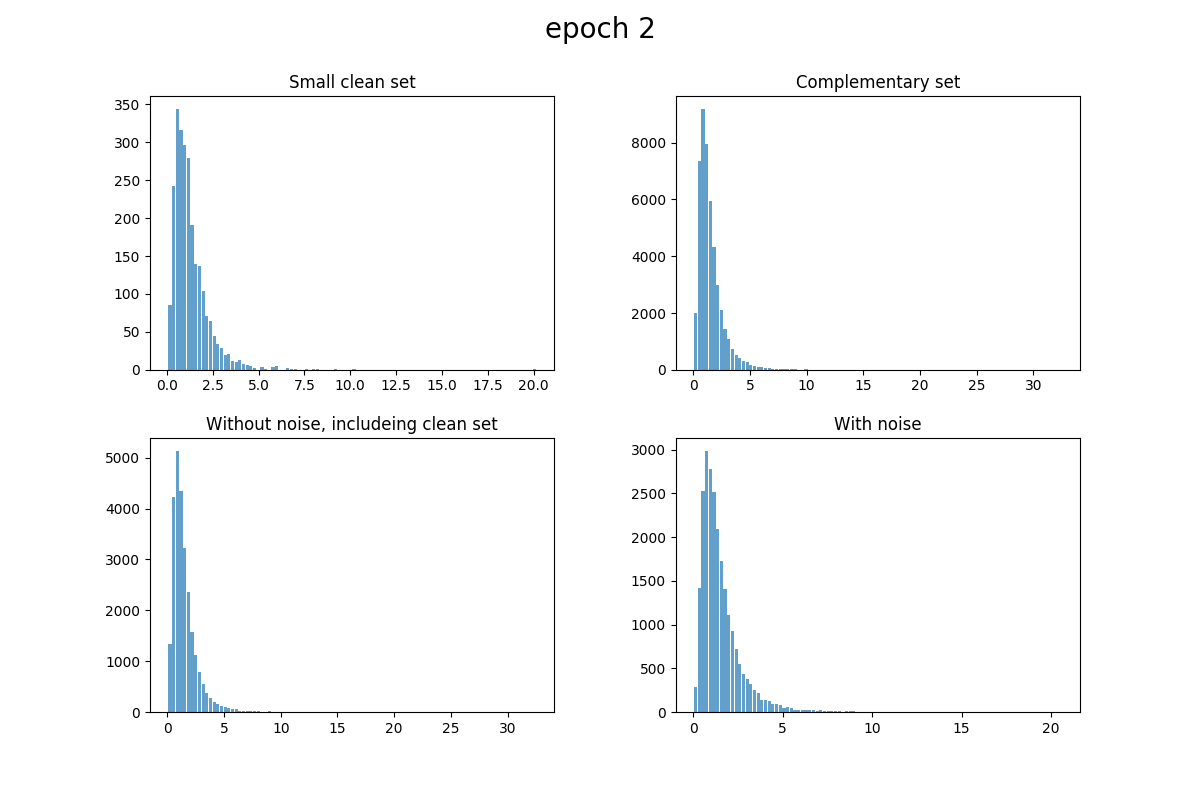 epoch 2
Small clean set
350
300
250
200
150
100
50
0
0.0 2.5 5.0 7.5 10.0 12.5 15.0 17.5 20.0
Complementary set
8000
6000
4000
2000
0
0 5 10 15 20 25 30
Without noise, includeing clean set
5000
4000
3000
2000
1000
0
0 5 10 15 20 25 30
With noise
3000
2500
2000
1500
1000
500
0
0 5 10 15 20